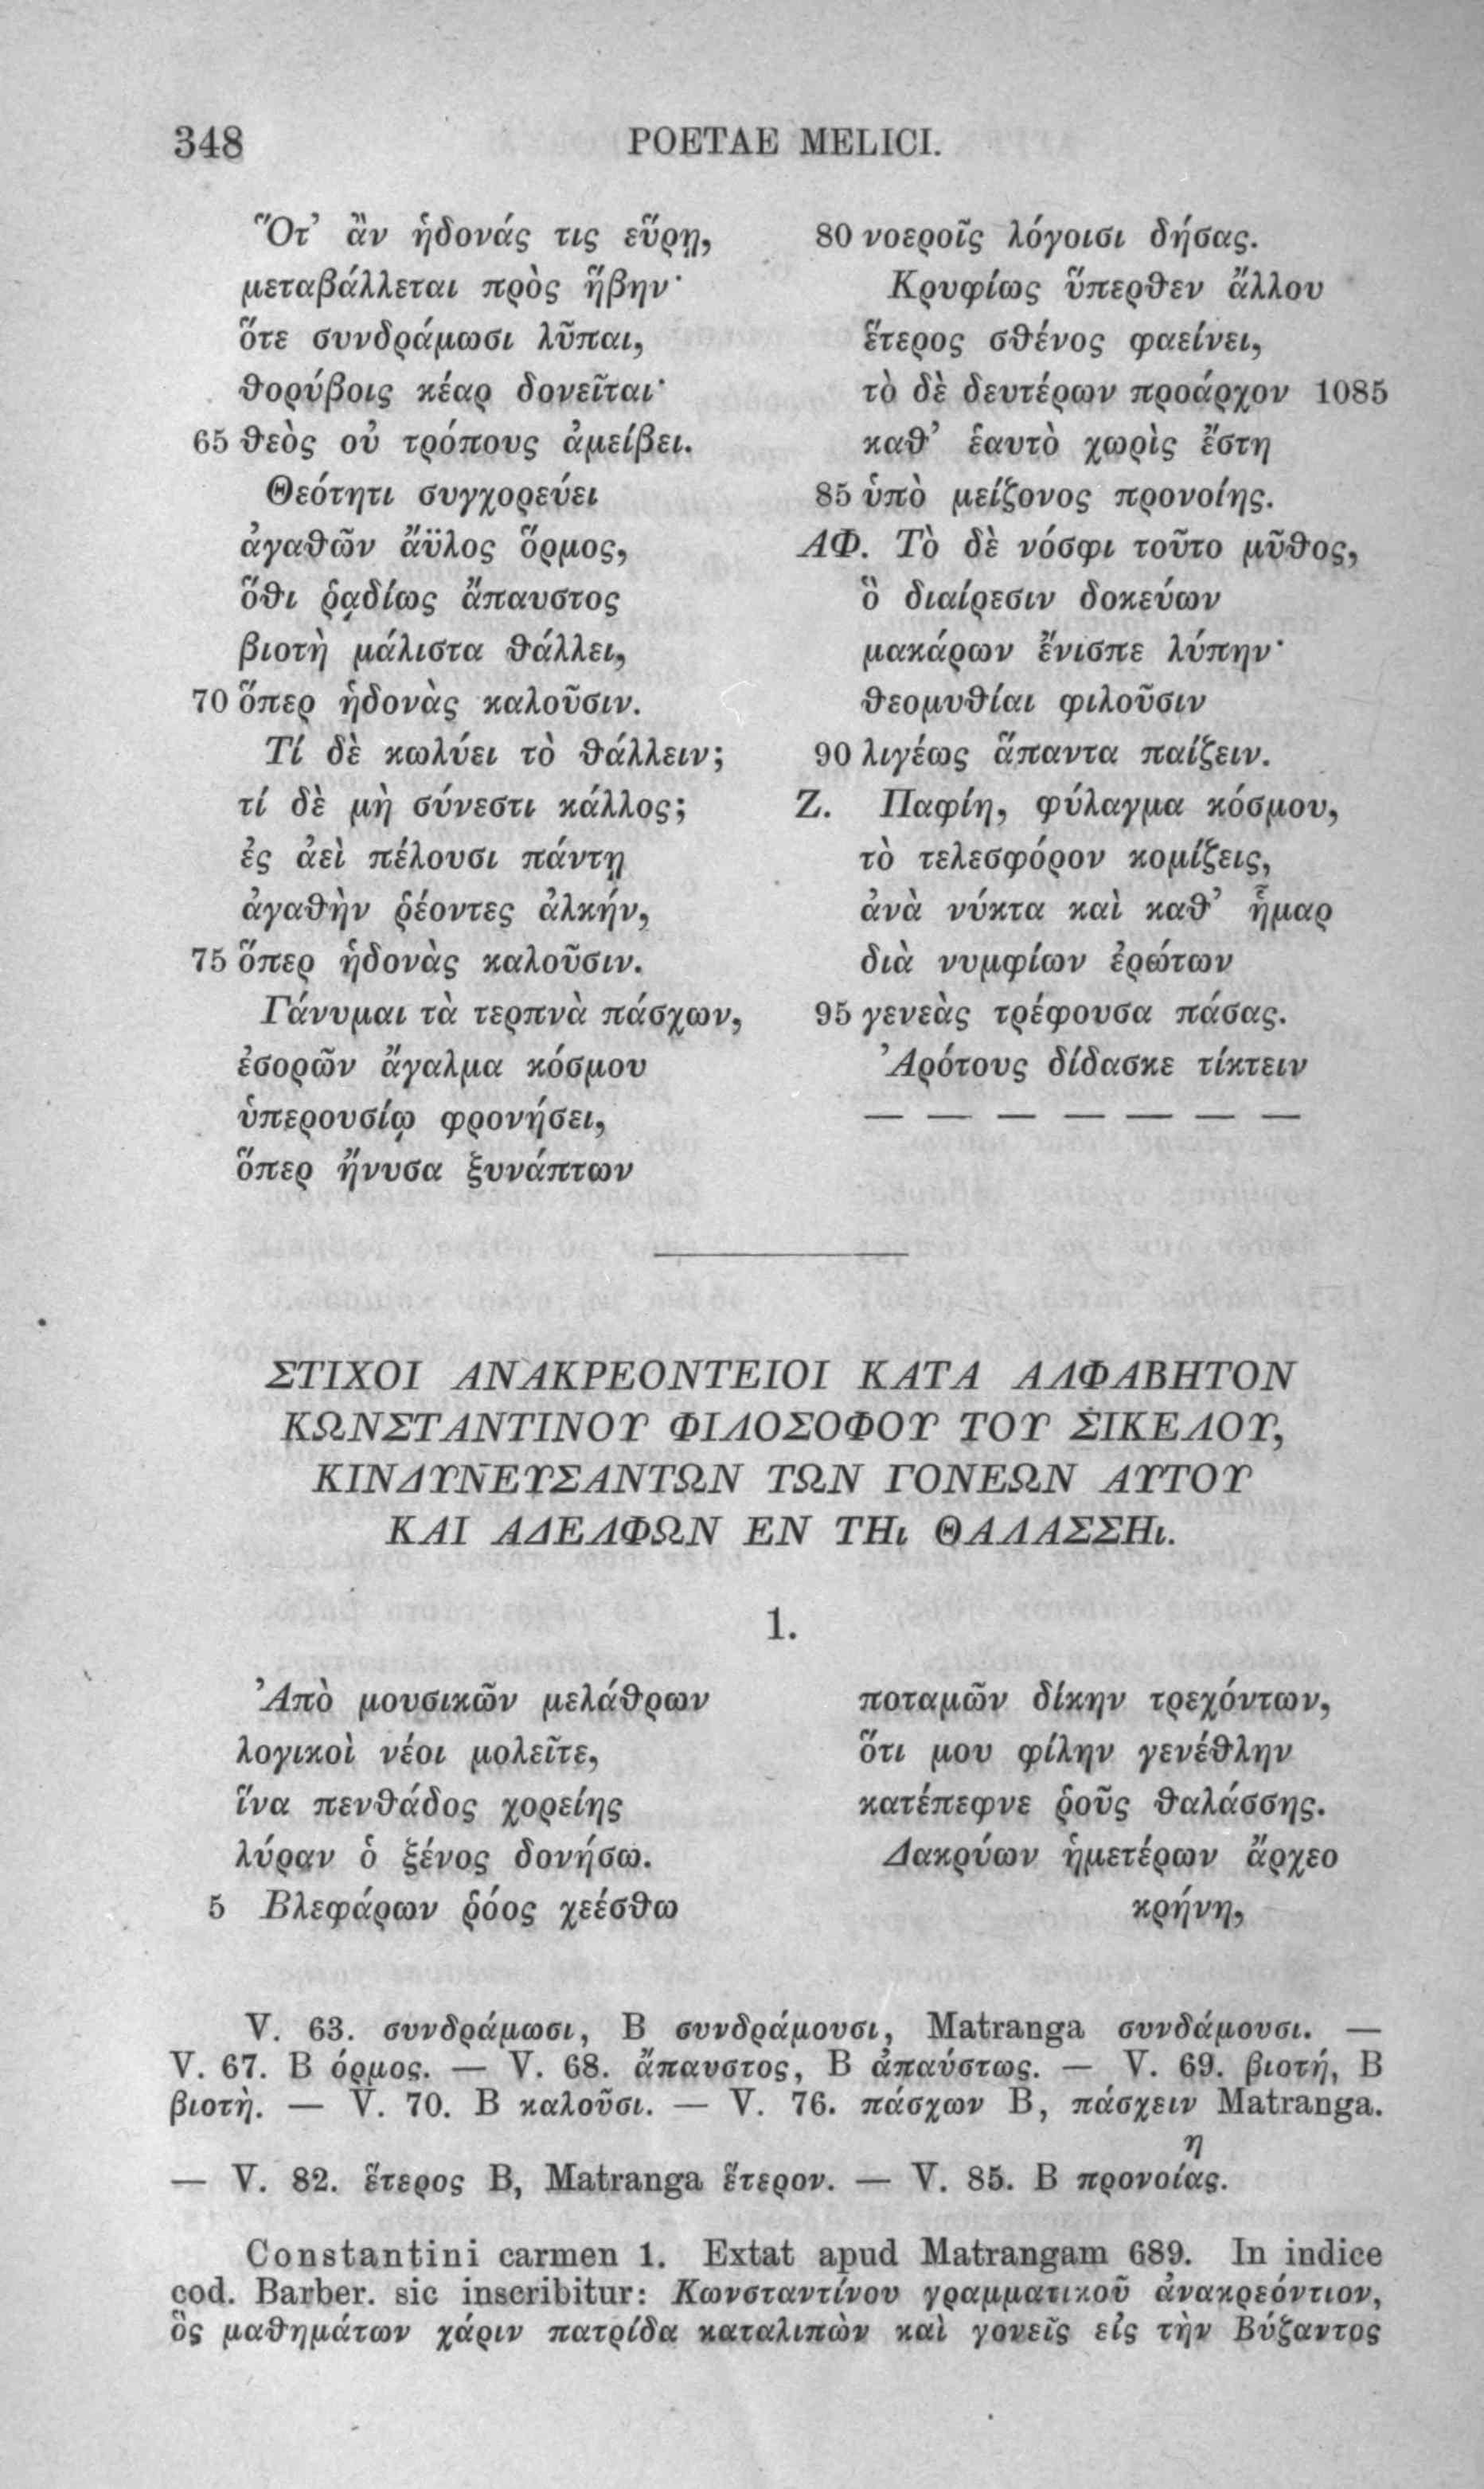 348
POETAE MELICI.
Ὅτ’ ἂν ἡδονάς τις εὕρῃ,
μεταβάλλεται πρὸς ἥβην·
ὅτε συνδράμωσι λῦπαι,
θορύβοις κέαρ δονεῖται·
65 θεὸς οὐ τρόπους ἀμείβει.
Θεότητι συγχορεύει
ἀγαθῶν ἄϋλος ὅρμος,
ὅθι ῥᾳδίως ἄπαυστος
βιοτὴ μάλιστα θάλλει,
70 ὅπερ ἡδονὰς καλοῦσιν.
Τί δὲ κωλύει τὸ θάλλειν;
τί δὲ μὴ σύνεστι κάλλος;
ἐς ἀεὶ πέλουσι πάντῃ
ἀγαθὴν ῥέοντες ἀλκήν,
75 ὅπερ ἡδονὰς καλοῦσιν.
Γάνυμαι τὰ τερπνὰ πάσχων,
ἐσορῶν ἄγαλμα κόσμου
ὑπερουσίῳ φρονήσει,
ὅπερ ἤνυσα ξυνάπτων
80 νοεροῖς λόγοισι δήσας.
Κρυφίως ὕπερθεν ἄλλου
ἕτερος σθένος φαείνει,
τὸ δὲ δευτέρων προάρχον 1085
καθ’ ἑαυτὸ χωρὶς ἔστη
85 ὑπὸ μείζονος προνοίης.
ΑΦ. Τὸ δὲ νόσφι τοῦτο μῦθος,
ὃ διαίρεσιν δοκεύων
μακάρων ἔνισπε λύπην·
θεομυθίαι φιλοῦσιν
90 λιγέως ἅπαντα παίζειν.
Ζ. Παφίη, φύλαγμα κόσμου,
τὸ τελεσφόρον κομίζεις,
ἀνὰ νύκτα καὶ καθ’ ἦμαρ
διὰ νυμφίων ἐρώτων
95 γενεὰς τρέφουσα πάσας.
Ἀρότους δίδασκε τίκτειν
— — — — — — —
ΣΤΙΧΟΙ ΑΝΑΚΡΕΟΝΤΕΙΟΙ ΚΑΤΑ ΑΛΦΑΒΗΤΟΝ
ΚΩΝΣΤΑΝΤΙΝΟΥ ΦΙΛΟΣΟΦΟΥ ΤΟΥ ΣΙΚΕΛΟΥ,
ΚΙΝΔΥΝΕΥΣΑΝΤΩΝ ΤΩΝ ΓΟΝΕΩΝ ΑΥΤΟΥ
ΚΑΙ ΑΔΕΛΦΩΝ ΕΝ ΤΗι ΘΑΛΑΣΣΗι.
1.
Ἀπὸ μουσικῶν μελάθρων
λογικοὶ νέοι μολεῖτε,
ἵνα πενθάδος χορείης
λύραν ὁ ξένος δονήσω.
5 Βλεφάρων ῥόος χεέσθω
ποταμῶν δίκην τρεχόντων,
ὅτι μου φίλην γενέθλην
κατέπεφνε ῥοῦς θαλάσσης.
Δακρύων ἡμετέρων ἄρχεο
κρήνη,
V. 63. συνδράμωσι, B συνδράμουσι, Matranga συνδάμουσι. —
V. 67. B όρμος. — V. 68. ἄπαυστος, B ἀπαύστως. — V. 69. βιοτή, B
βιοτὴ. — V. 70. B καλοῦσι. — V. 76. πάσχων B, πάσχειν Matranga.
η
— V. 82. ἕτερος B, Matranga ἕτερον. — V. 85. B προνοίας.
Constantini carmen 1. Extat apud Matrangam 689. In indice
cod. Barber. sic inscribitur: Κωνσταντίνου γραμματικοῦ ἀνακρεόντιον,
ὃς μαθημάτων χάριν πατρίδα καταλιπὼν καὶ γονεῖς εἰς τὴν Βύζαντος